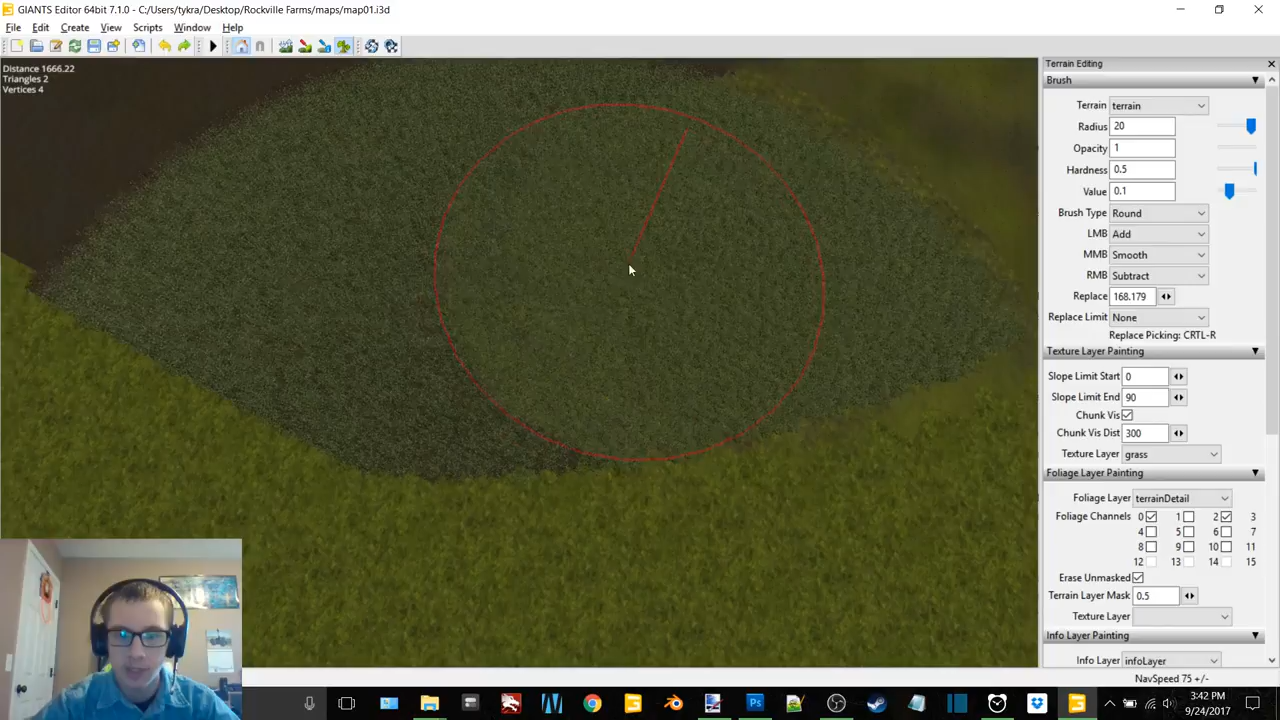 GIANTS Editor 64bit 7.1.0 - C:/Users/tykra/Desktop/Rockville Farms/maps/map01.i3d
File Edit Create View Scripts Window Help
Distance 1666.22
Triangles 2
Vertices 4
Terrain Editing
Brush
Terrain terrain
Radius 20
Opacity 1
Hardness 0.5
Value 0.1
Brush Type Round
LMB Add
MMB Smooth
RMB Subtract
Replace 168.179
Replace Limit None
Replace Picking: CRTL-R
Texture Layer Painting
Slope Limit Start 0
Slope Limit End 90
Chunk Vis
Chunk Vis Dist 300
Texture Layer grass
Foliage Layer Painting
Foliage Layer terrainDetail
Foliage Channels 0 1 2 3
4 5 6 7
8 9 10 11
12 13 14 15
Erase Unmasked
Terrain Layer Mask 0.5
Texture Layer
Info Layer Painting
Info Layer infoLayer
NavSpeed 75 +/-
3:42 PM
9/24/2017